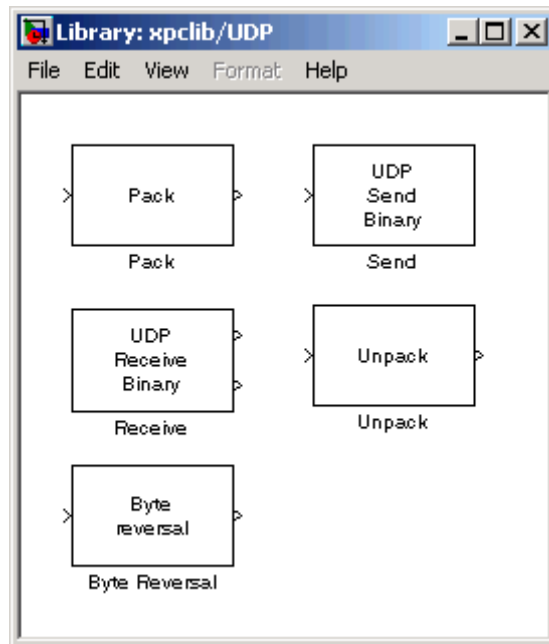 Library: xpclib/UDP
File Edit View Format Help
Pack
Pack
UDP
Send
Binary
Send
UDP
Receive
Binary
Receive
Unpack
Unpack
Byte
reversal
Byte Reversal